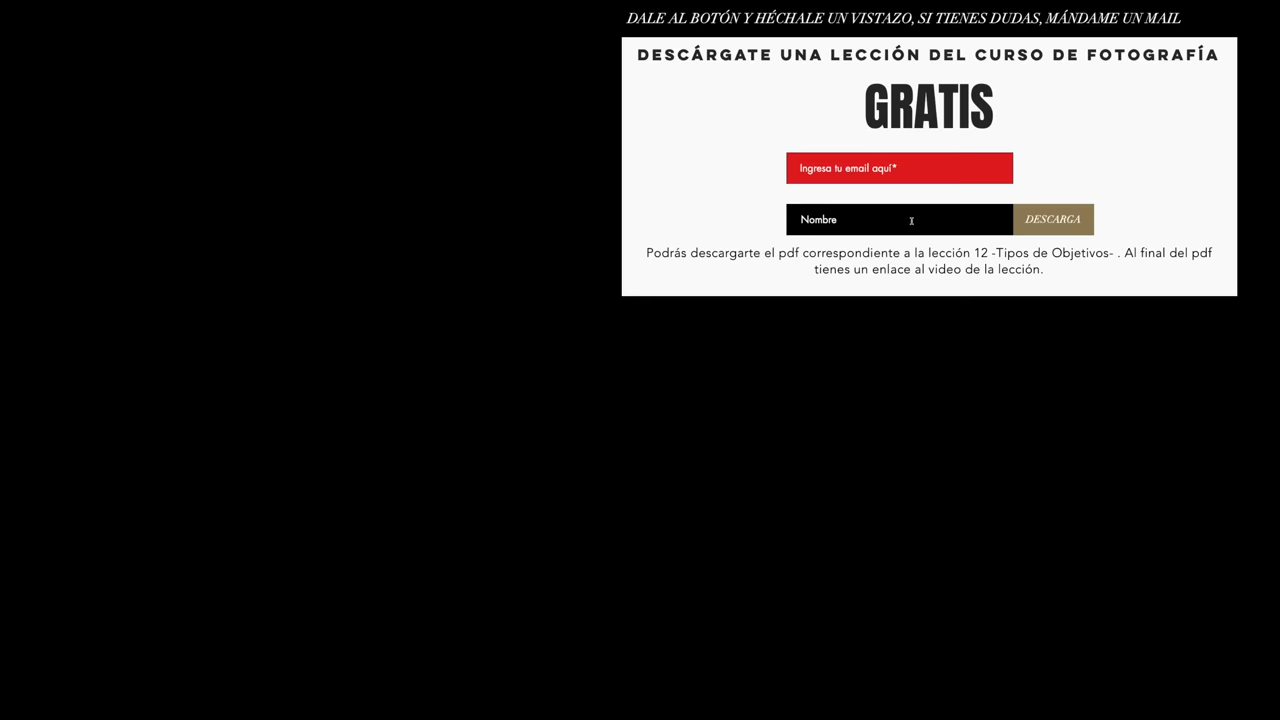 DALE AL BOTÓN Y HÉCHALE UN VISTAZO, SI TIENES DUDAS, MÁNDAME UN MAIL
DESCÁRGATE UNA LECCIÓN DEL CURSO DE FOTOGRAFÍA
GRATIS
Ingresa tu email aquí*
Nombre
DESCARGA
Podrás descargarte el pdf correspondiente a la lección 12 -Tipos de Objetivos- . Al final del pdf
tienes un enlace al video de la lección.